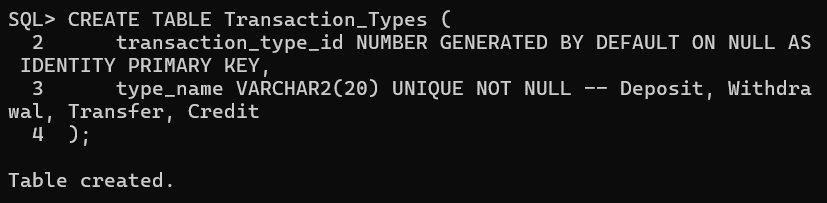 SQL> CREATE TABLE Transaction_Types (
  2      transaction_type_id NUMBER GENERATED BY DEFAULT ON NULL AS
 IDENTITY PRIMARY KEY,
  3      type_name VARCHAR2(20) UNIQUE NOT NULL -- Deposit, Withdra
wal, Transfer, Credit
  4  );
Table created.